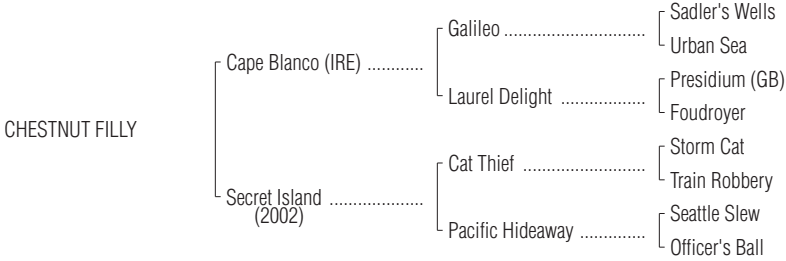 Sadler's Wells
Galileo ..............................
Urban Sea
Cape Blanco (IRE) ............
Presidium (GB)
Laurel Delight ..................
Foudroyer
CHESTNUT FILLY
Storm Cat
Cat Thief ..........................
Train Robbery
Secret Island ....................
(2002)
Seattle Slew
Pacific Hideaway ..............
Officer's Ball